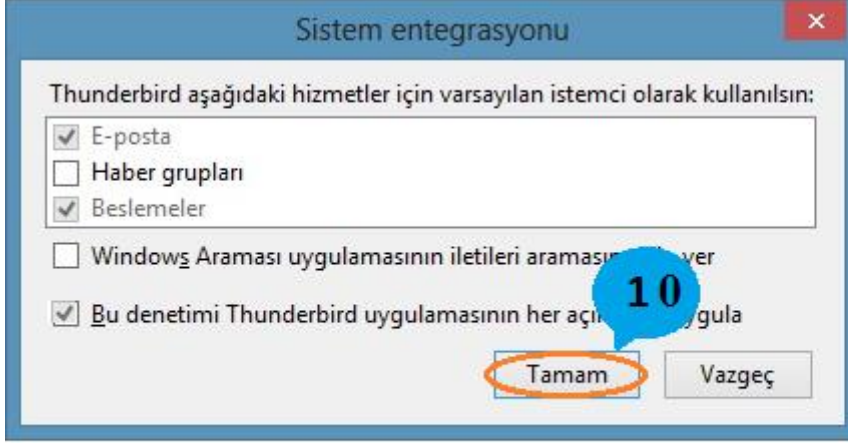 Sistem entegrasyonu
Thunderbird aşağıdaki hizmetler için varsayılan istemci olarak kullanılsın:
E-posta
Haber grupları
Beslemeler
Windows Araması uygulamasının iletileri aramasına ver
Bu denetimi Thunderbird uygulamasının her
10
Tamam
Vazgeç